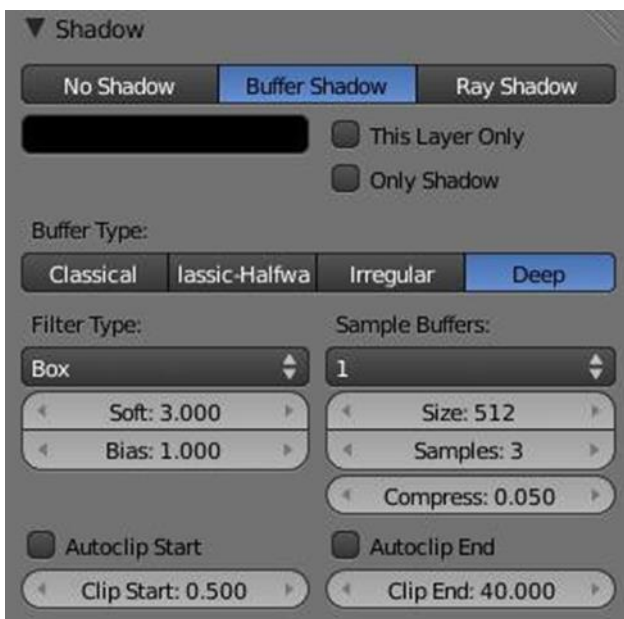 Shadow
No Shadow Buffer Shadow Ray Shadow
This Layer Only
Only Shadow
Buffer Type:
Classical lassic-Halfwa Irregular Deep
Filter Type: Sample Buffers:
Box 1
Soft: 3.000 Size: 512
Bias: 1.000 Samples: 3
Compress: 0.050
Autoclip Start Autoclip End
Clip Start: 0.500 Clip End: 40.000